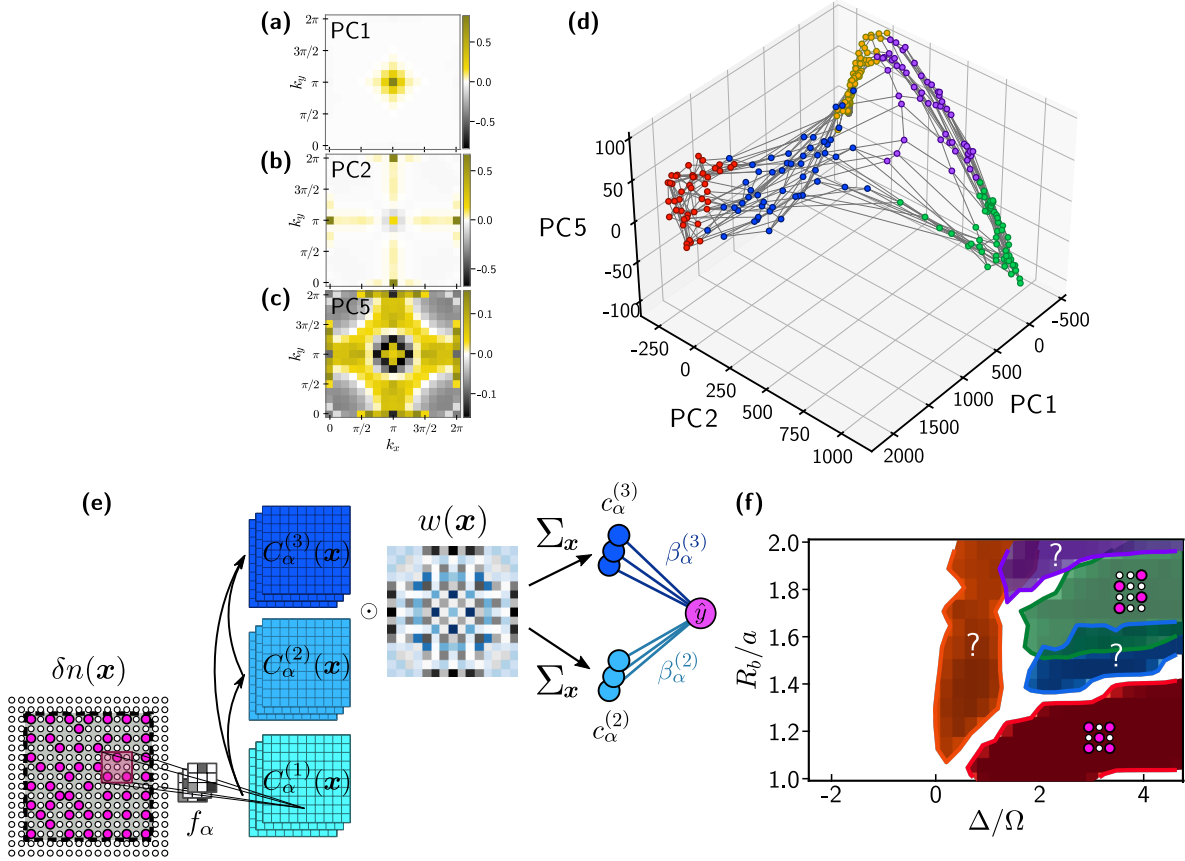 (a)
PC1
2π
3π/2
π
π/2
0
k_y
0.5
0.0
-0.5
(b)
PC2
2π
3π/2
π
π/2
0
k_y
0.5
0.0
-0.5
(c)
PC5
2π
3π/2
π
π/2
0
k_y
0.1
0.0
-0.1
0 π/2 π 3π/2 2π
k_x
(d)
100
50
0
-50
-100
PC5
-250
0
250
500
750
1000
PC2
-500
0
500
1000
1500
2000
PC1
(e)
δn(x)
f_α
C_α^(3)(x)
C_α^(2)(x)
C_α^(1)(x)
⊙
w(x)
∑_x
∑_x
c_α^(3)
β_α^(3)
ŷ
β_α^(2)
c_α^(2)
(f)
2.0
1.8
1.6
1.4
1.2
1.0
R_b/a
?
?
?
-2 0 2 4
Δ/Ω